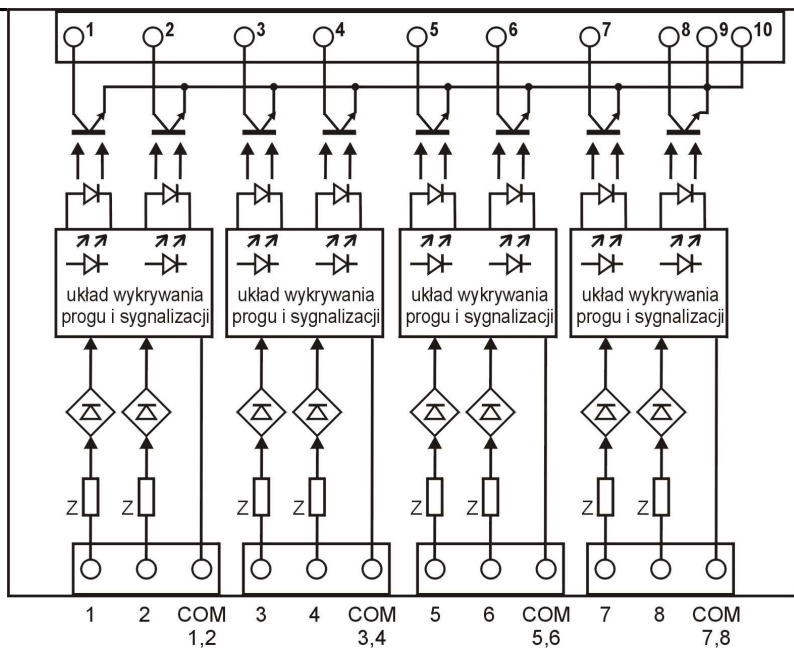 1 2 3 4 5 6 7 8 9 10
układ wykrywania układ wykrywania układ wykrywania układ wykrywania
progu i sygnalizacji progu i sygnalizacji progu i sygnalizacji progu i sygnalizacji
Z Z Z Z Z Z Z Z
1 2 COM 3 4 COM 5 6 COM 7 8 COM
1,2 3,4 5,6 7,8